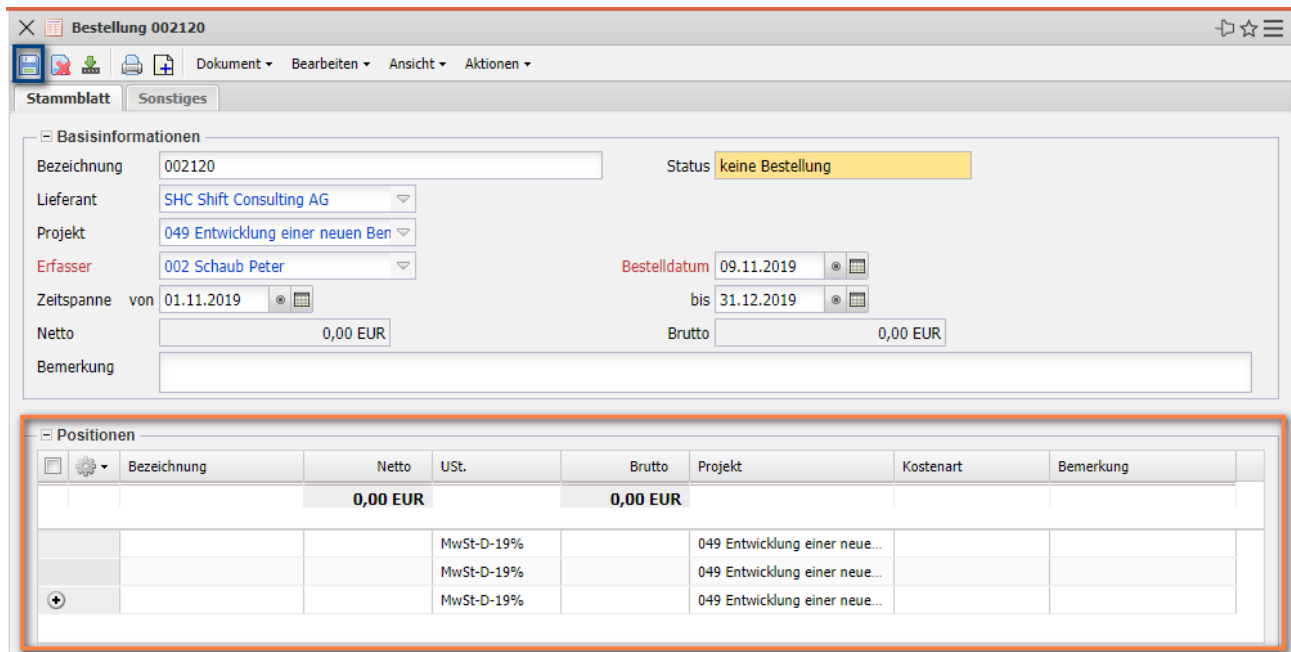 Bestellung 002120
Dokument Bearbeiten Ansicht Aktionen
Stammblatt Sonstiges
Basisinformationen
Bezeichnung 002120 Status keine Bestellung
Lieferant SHC Shift Consulting AG
Projekt 049 Entwicklung einer neuen Ben
Erfasser 002 Schaub Peter Bestelldatum 09.11.2019
Zeitspanne von 01.11.2019 bis 31.12.2019
Netto 0,00 EUR Brutto 0,00 EUR
Bemerkung
Positionen
Bezeichnung Netto USt. Brutto Projekt Kostenart Bemerkung
0,00 EUR 0,00 EUR
MwSt-D-19% 049 Entwicklung einer neue...
MwSt-D-19% 049 Entwicklung einer neue...
MwSt-D-19% 049 Entwicklung einer neue...